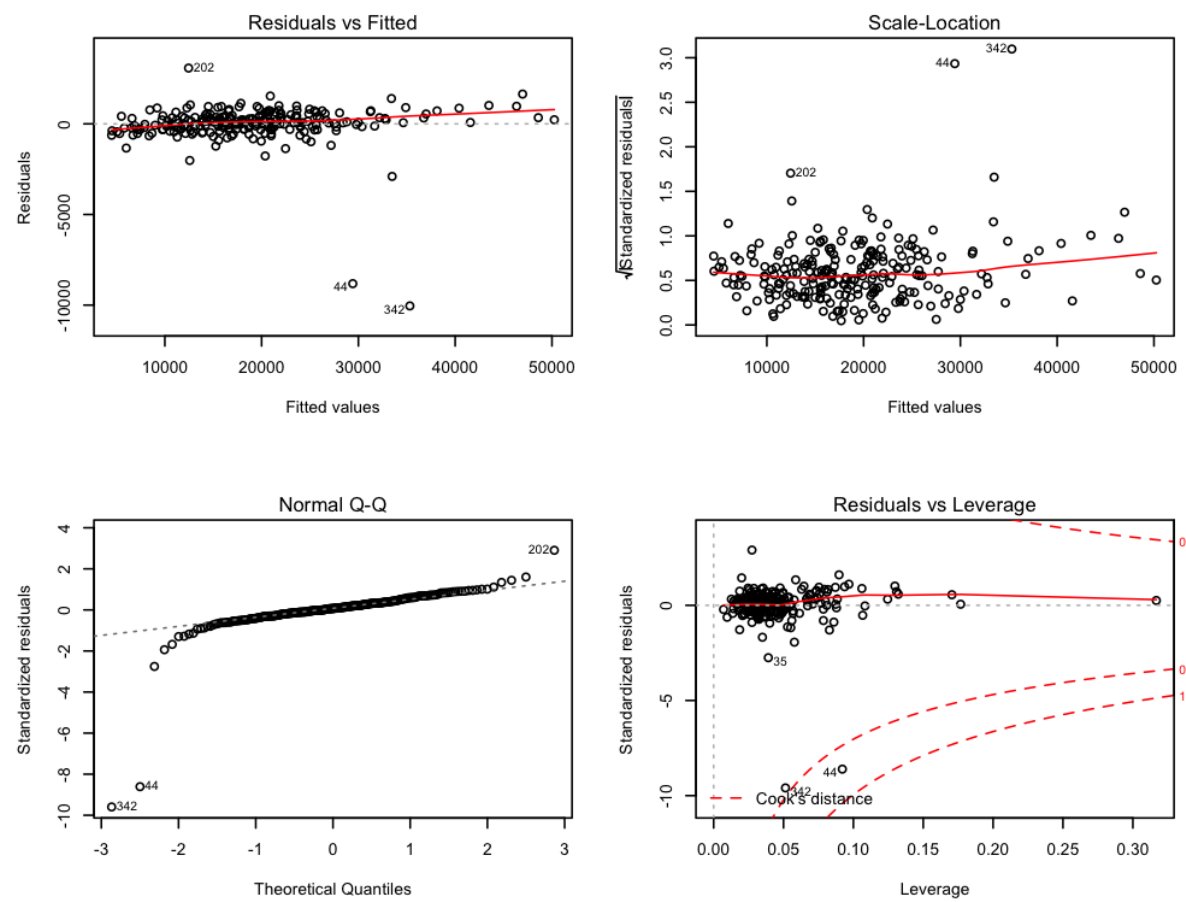 Residuals vs Fitted
202
44
342
Residuals
0
-5000
-10000
10000 20000 30000 40000 50000
Fitted values
Scale-Location
342
44
202
√|Standardized residuals|
3.0
2.5
2.0
1.5
1.0
0.5
0.0
10000 20000 30000 40000 50000
Fitted values
Normal Q-Q
202
44
342
Standardized residuals
4
2
0
-2
-4
-6
-8
-10
-3 -2 -1 0 1 2 3
Theoretical Quantiles
Residuals vs Leverage
35
44
342
Cook's distance
Standardized residuals
0
-5
-10
0
0
1
0.00 0.05 0.10 0.15 0.20 0.25 0.30
Leverage